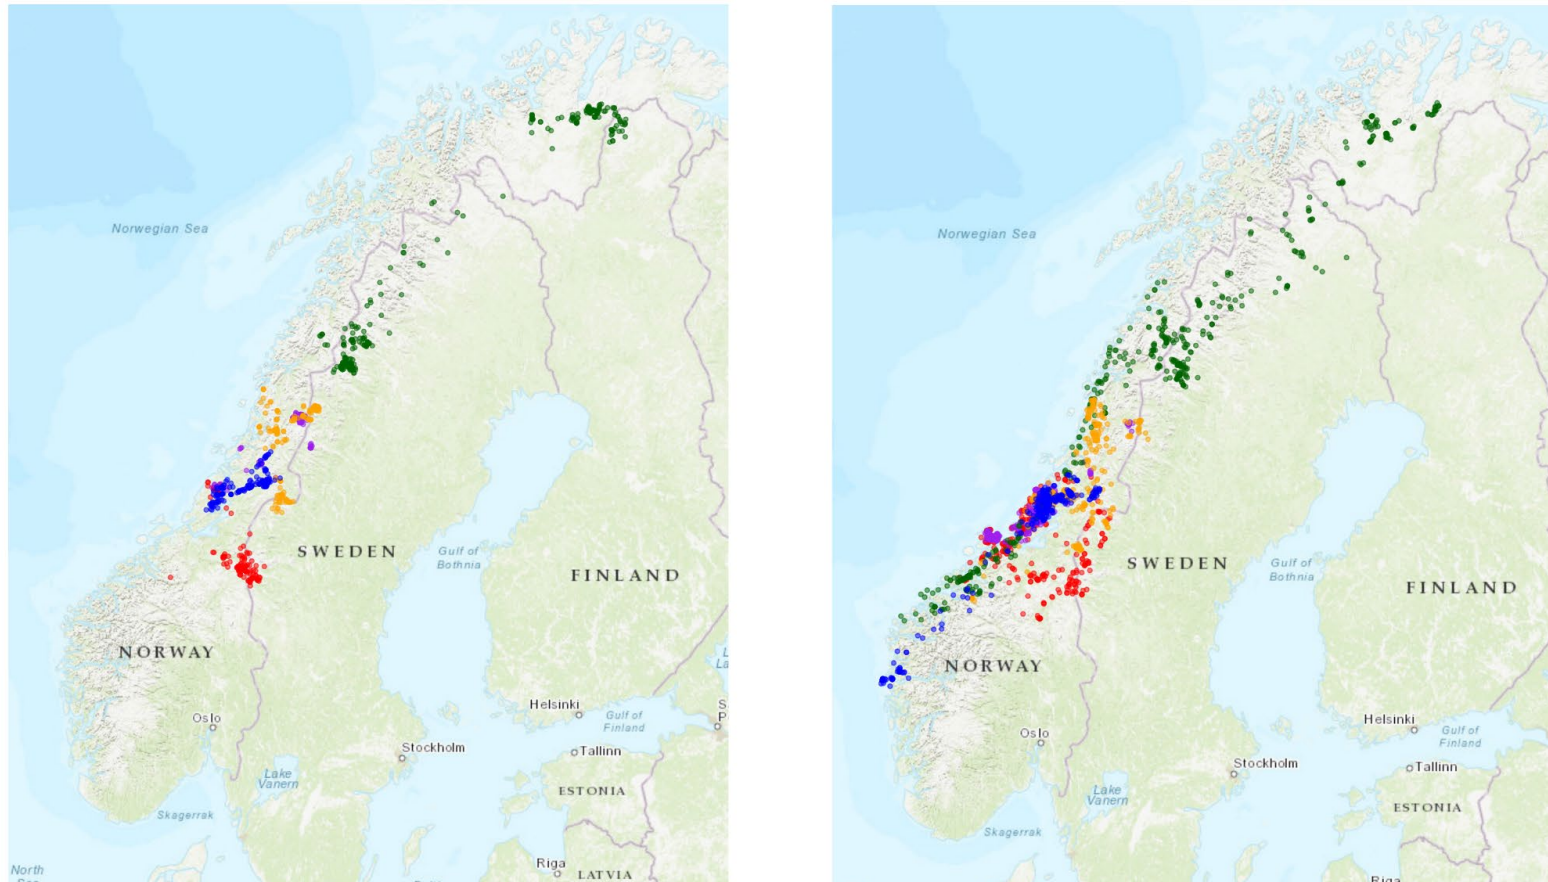 Norwegian Sea
SWEDEN
Gulf of
Bothnia
FINLAND
NORWAY
Helsinki
Oslo
Gulf of
Finland
Stockholm
Tallinn
Lake
Vanern
ESTONIA
Skagerrak
Riga
LATVIA
North
L
La
S
P
Norwegian Sea
SWEDEN
Gulf of
Bothnia
FINLAND
NORWAY
Helsinki
Oslo
Gulf of
Finland
Stockholm
Tallinn
Lake
Vanern
ESTONIA
Skagerrak
Riga